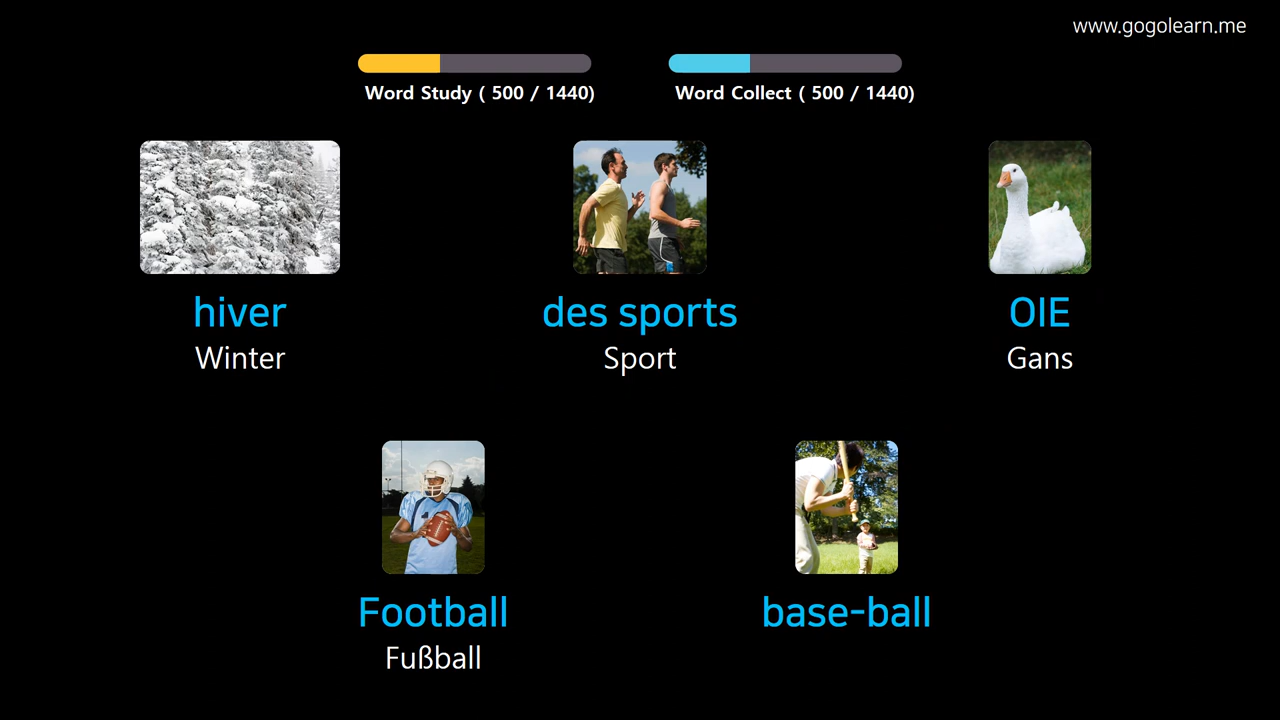 www.gogolearn.me
Word Study ( 500 / 1440)
Word Collect ( 500 / 1440)
hiver
Winter
des sports
Sport
OIE
Gans
Football
Fußball
base-ball